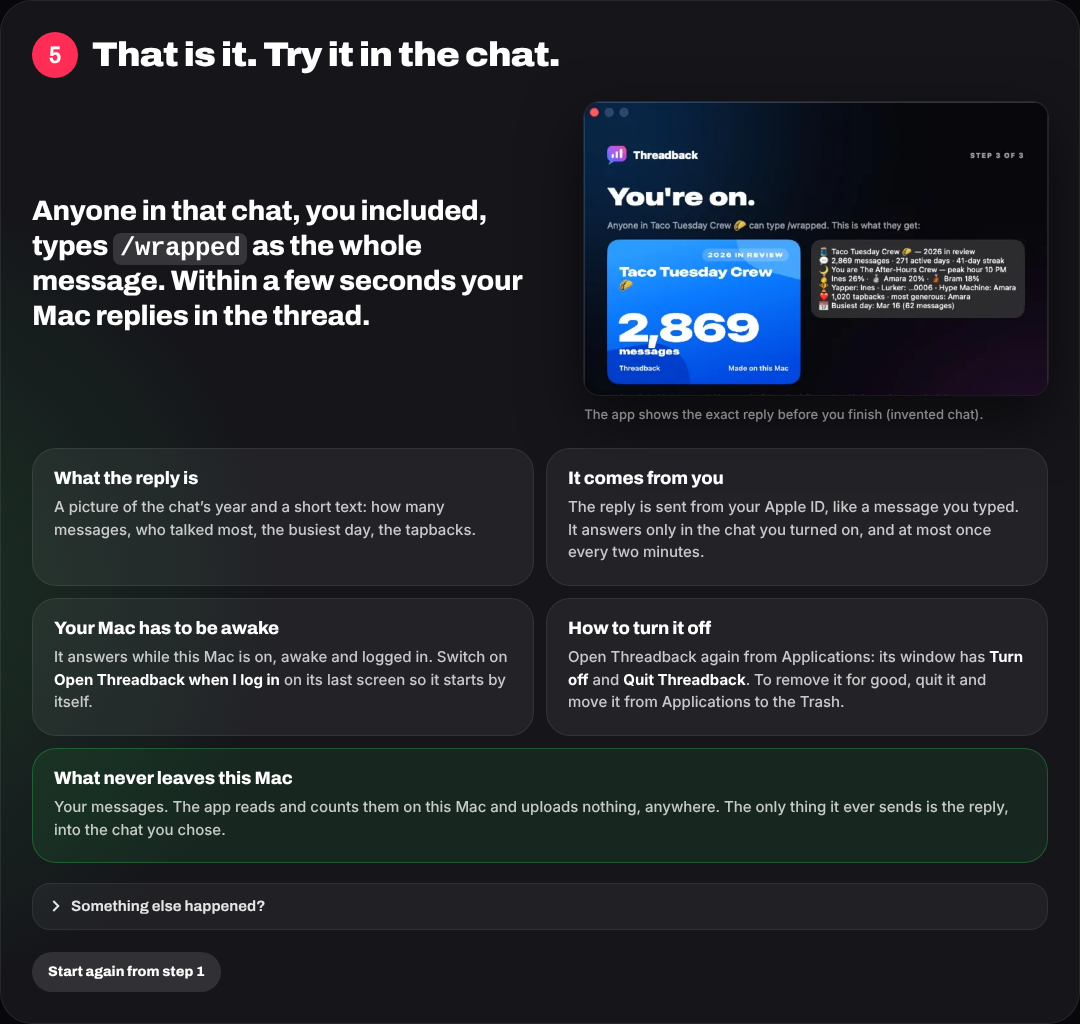 5
That is it. Try it in the chat.
Anyone in that chat, you included,
types /wrapped as the whole
message. Within a few seconds your
Mac replies in the thread.
Threadback
STEP 3 OF 3
You're on.
Anyone in Taco Tuesday Crew 🌮 can type /wrapped. This is what they get:
2026 IN REVIEW
Taco Tuesday Crew
🌮
2,869
messages
Threadback
Made on this Mac
Taco Tuesday Crew 🌮 — 2026 in review
💬 2,869 messages · 271 active days · 41-day streak
🌙 You are The After-Hours Crew — peak hour 10 PM
🥇 Ines 26% · 🥈 Amara 20% · 🥉 Bram 18%
🏆 Yapper: Ines · Lurker: …0006 · Hype Machine: Amara
❤️ 1,020 tapbacks · most generous: Amara
📅 Busiest day: Mar 16 (62 messages)
The app shows the exact reply before you finish (invented chat).
What the reply is
A picture of the chat’s year and a short text: how many
messages, who talked most, the busiest day, the tapbacks.
It comes from you
The reply is sent from your Apple ID, like a message you typed.
It answers only in the chat you turned on, and at most once
every two minutes.
Your Mac has to be awake
It answers while this Mac is on, awake and logged in. Switch on
Open Threadback when I log in on its last screen so it starts by
itself.
How to turn it off
Open Threadback again from Applications: its window has Turn
off and Quit Threadback. To remove it for good, quit it and
move it from Applications to the Trash.
What never leaves this Mac
Your messages. The app reads and counts them on this Mac and uploads nothing, anywhere. The only thing it ever sends is the reply,
into the chat you chose.
Something else happened?
Start again from step 1